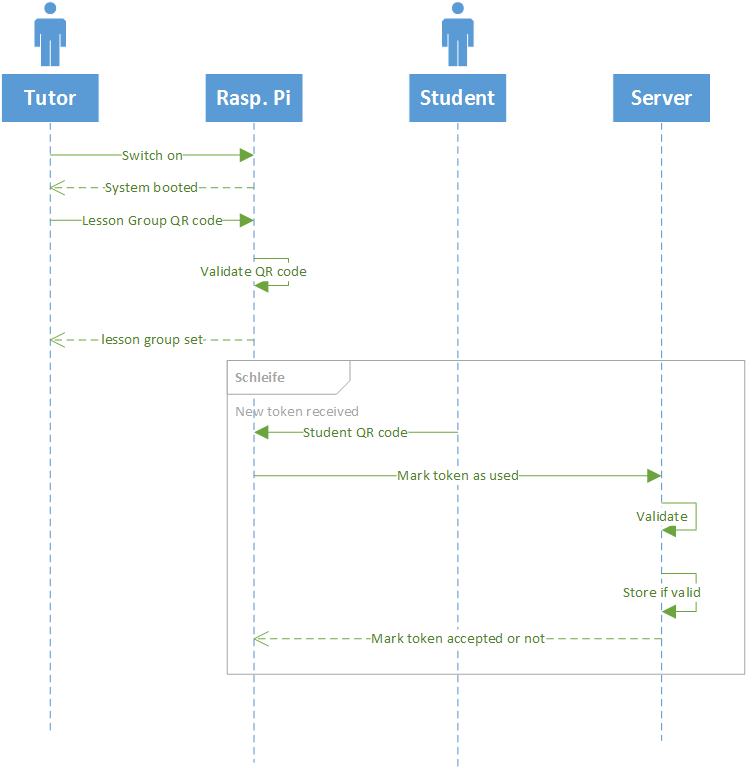 Tutor
Rasp. Pi
Student
Server
Switch on
System booted
Lesson Group QR code
Validate QR code
lesson group set
Schleife
New token received
Student QR code
Mark token as used
Validate
Store if valid
Mark token accepted or not